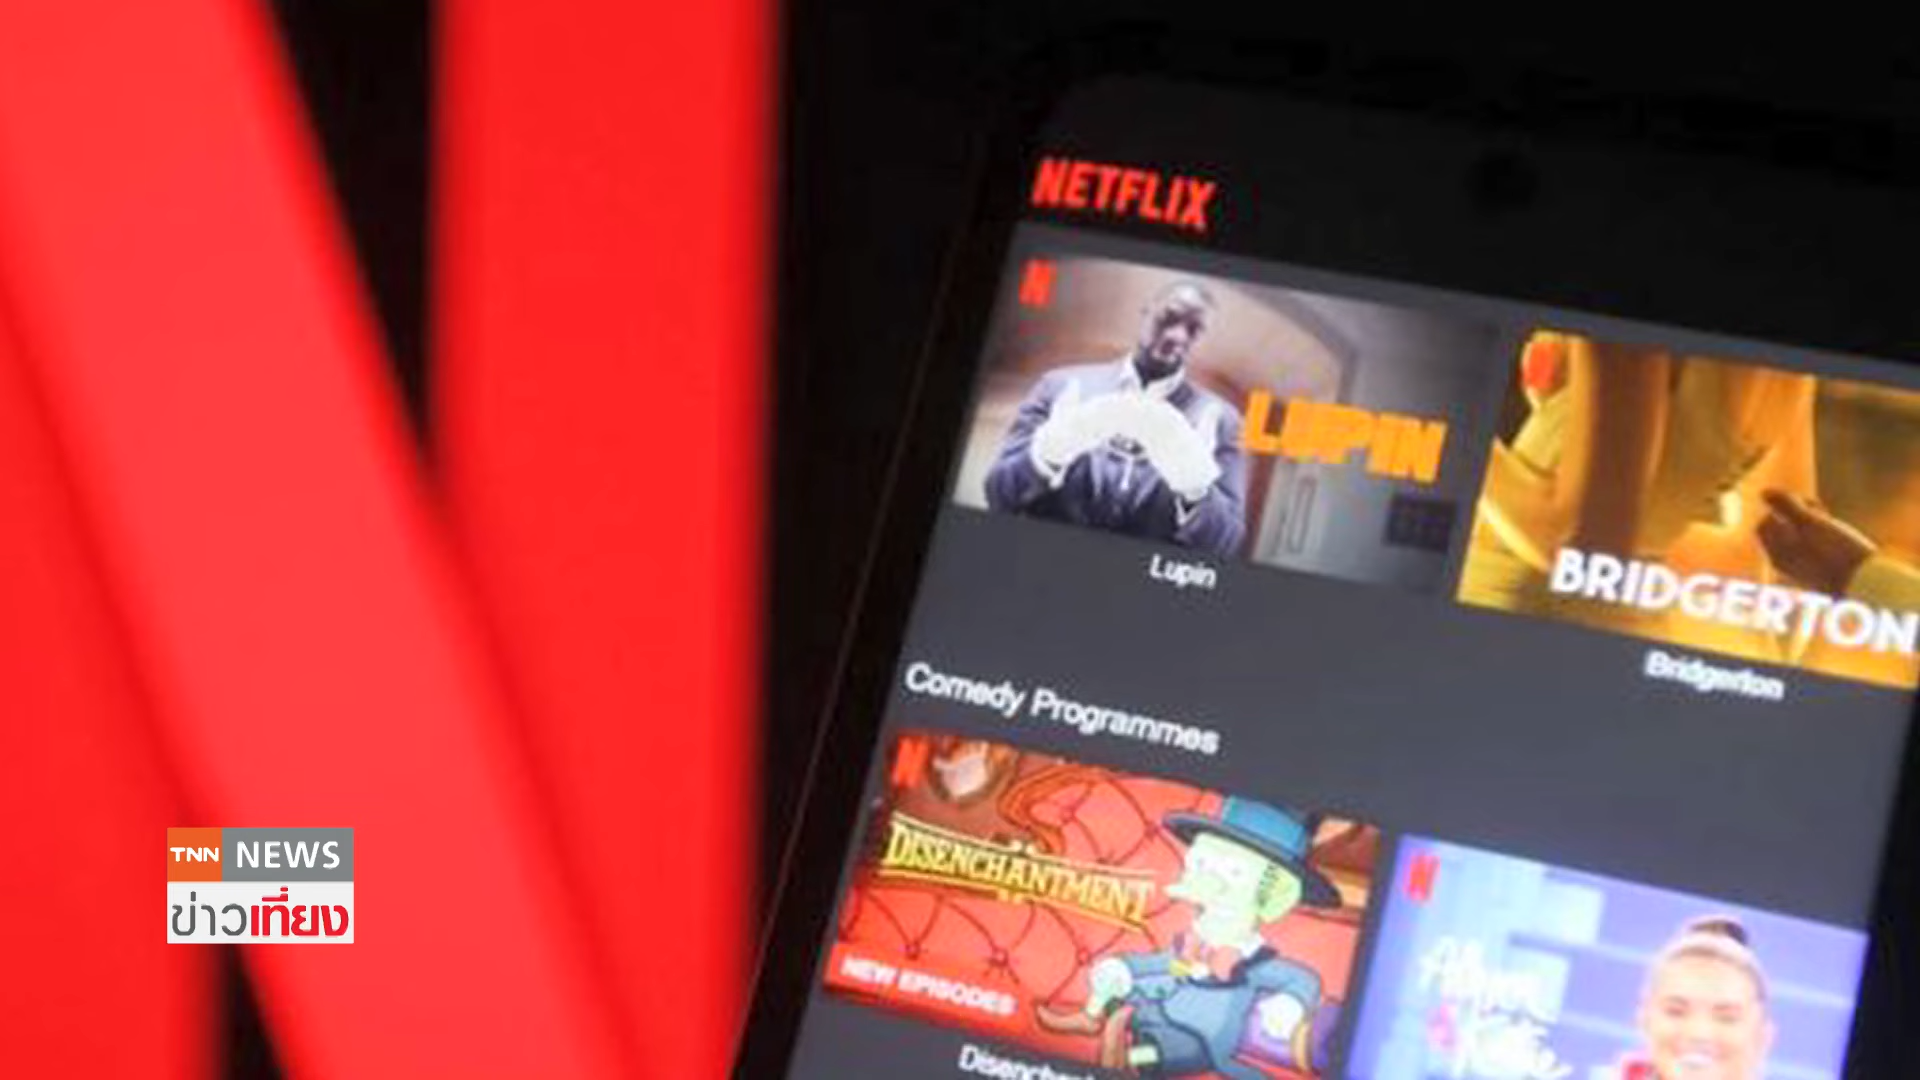 NETFLIX
N
LUPIN
Lupin
BRIDGERTON
Bridgerton
Comedy Programmes
N
DISENCHANTMENT
NEW EPISODES
N
TNN NEWS
ข่าวเที่ยง